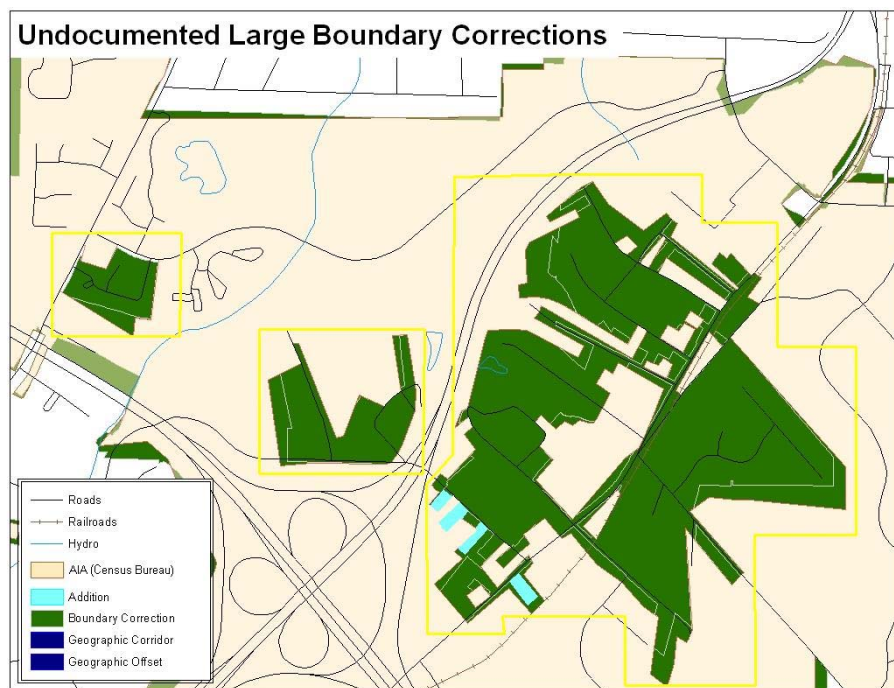 Undocumented Large Boundary Corrections
Roads
Railroads
Hydro
AIA (Census Bureau)
Addition
Boundary Correction
Geographic Corridor
Geographic Offset